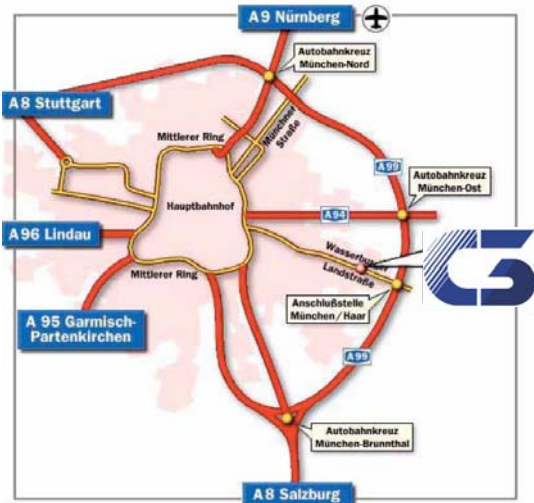 A9 Nürnberg
Autobahnkreuz
München-Nord
A8 Stuttgart
Mittlerer Ring
Münchner
Straße
A99
Autobahnkreuz
München-Ost
Hauptbahnhof
A94
A96 Lindau
Wasserburger
Landstraße
Mittlerer Ring
Anschlußstelle
München/Haar
A 95 Garmisch-
Partenkirchen
A99
Autobahnkreuz
München-Brunnthal
A8 Salzburg